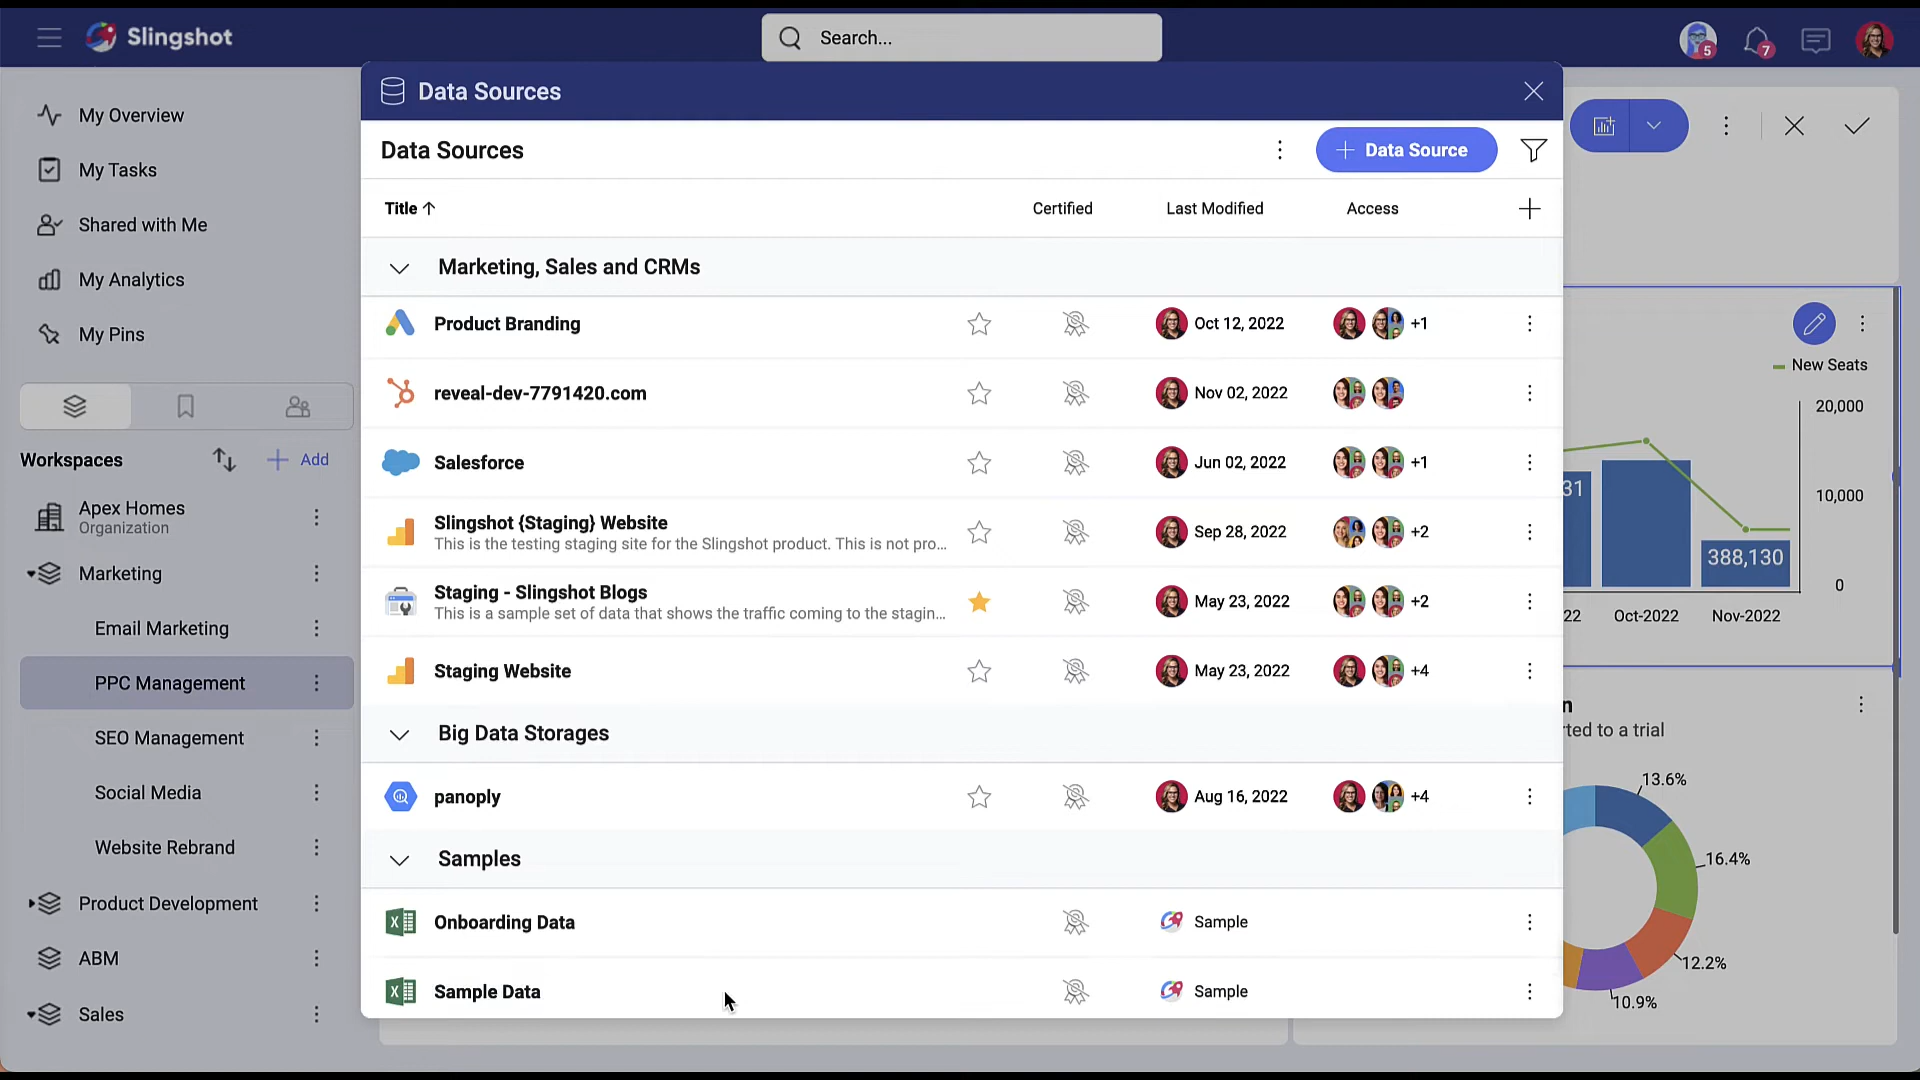 Slingshot
Search...
5
7
My Overview
My Tasks
Shared with Me
My Analytics
My Pins
Workspaces
Add
Apex Homes
Organization
Marketing
Email Marketing
PPC Management
SEO Management
Social Media
Website Rebrand
Product Development
ABM
Sales
Data Sources
Data Sources
+ Data Source
Title ↑ Certified Last Modified Access
Marketing, Sales and CRMs
Product Branding Oct 12, 2022 +1
reveal-dev-7791420.com Nov 02, 2022
Salesforce Jun 02, 2022 +1
Slingshot {Staging} Website Sep 28, 2022 +2
This is the testing staging site for the Slingshot product. This is not pro...
Staging - Slingshot Blogs May 23, 2022 +2
This is a sample set of data that shows the traffic coming to the stagin...
Staging Website May 23, 2022 +4
Big Data Storages
panoply Aug 16, 2022 +4
Samples
Onboarding Data Sample
Sample Data Sample
New Seats
20,000
10,000
0
31
388,130
22 Oct-2022 Nov-2022
n
ted to a trial
13.6%
16.4%
12.2%
10.9%